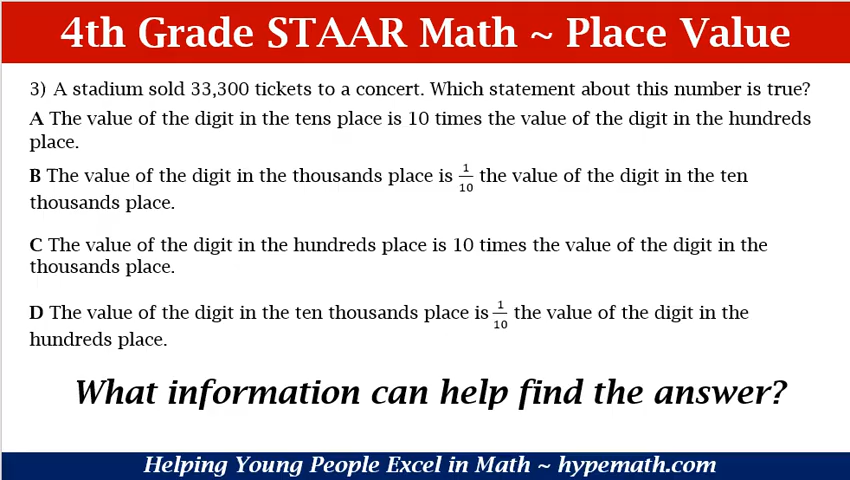 4th Grade STAAR Math ~ Place Value
3) A stadium sold 33,300 tickets to a concert. Which statement about this number is true?
A The value of the digit in the tens place is 10 times the value of the digit in the hundreds
place.
B The value of the digit in the thousands place is 1/10 the value of the digit in the ten
thousands place.
C The value of the digit in the hundreds place is 10 times the value of the digit in the
thousands place.
D The value of the digit in the ten thousands place is 1/10 the value of the digit in the
hundreds place.
What information can help find the answer?
Helping Young People Excel in Math ~ hypemath.com